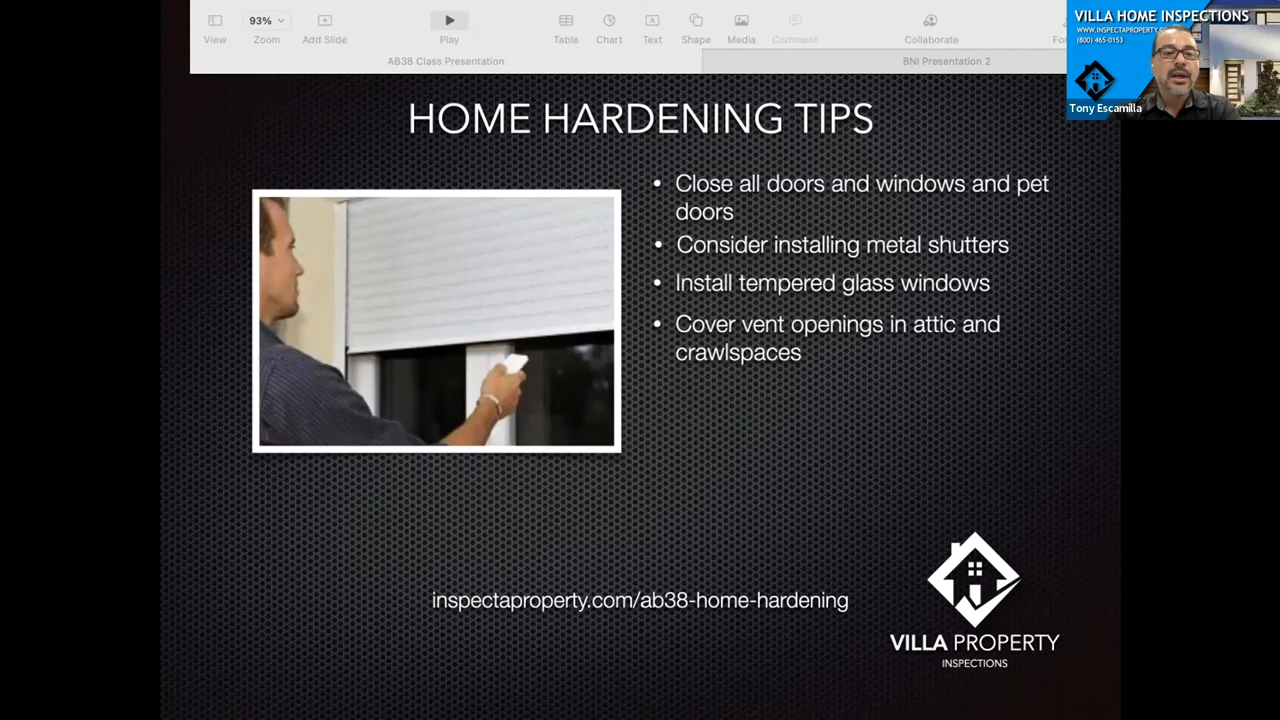 93%
View
Zoom
Add Slide
Play
Table
Chart
Text
Shape
Media
Comment
Collaborate
AB38 Class Presentation
BNI Presentation 2
VILLA HOME INSPECTIONS
(800) 465-0153
Tony Escamilla
HOME HARDENING TIPS
• Close all doors and windows and pet
doors
• Consider installing metal shutters
• Install tempered glass windows
• Cover vent openings in attic and
crawlspaces
inspectaproperty.com/ab38-home-hardening
VILLA PROPERTY
INSPECTIONS